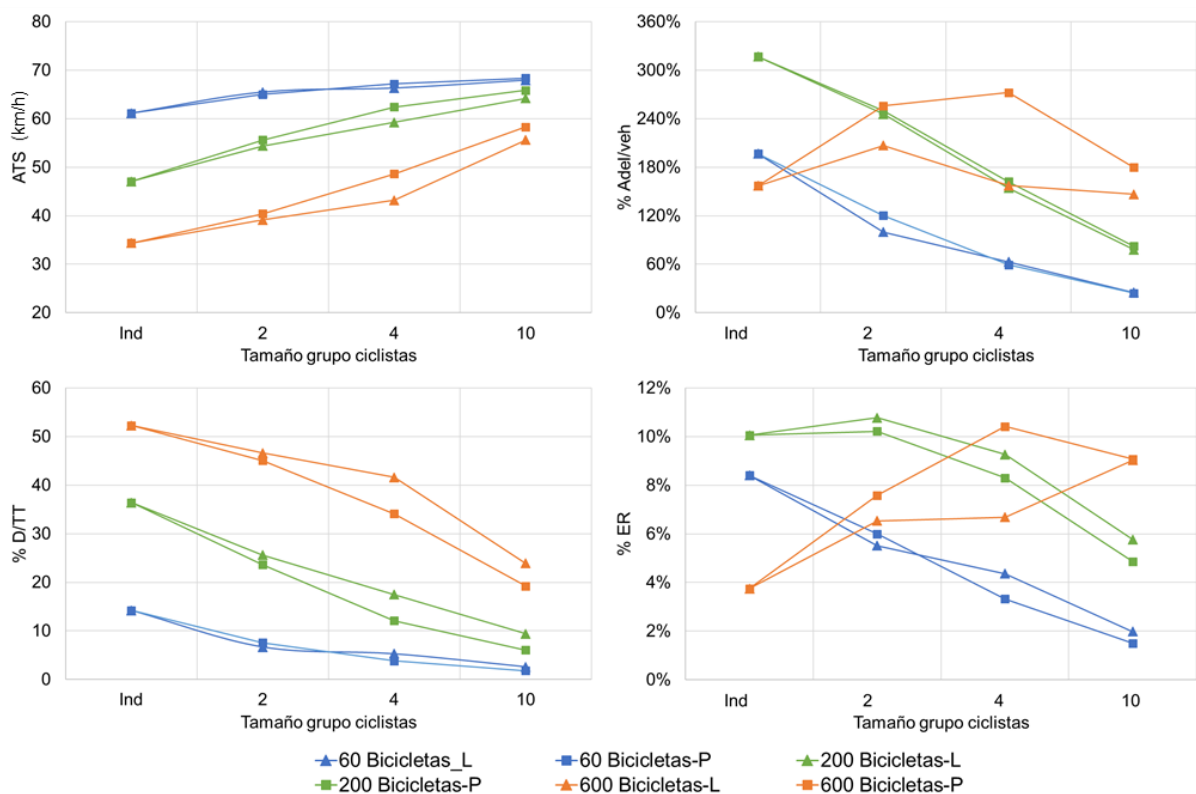 80
70
60
50
40
30
20
ATS (km/h)
Ind 2 4 10
Tamaño grupo ciclistas
360%
300%
240%
180%
120%
60%
0%
% Adel/veh
Ind 2 4 10
Tamaño grupo ciclistas
60
50
40
30
20
10
0
% D/TT
Ind 2 4 10
Tamaño grupo ciclistas
12%
10%
8%
6%
4%
2%
0%
% ER
Ind 2 4 10
Tamaño grupo ciclistas
60 Bicicletas_L 60 Bicicletas-P 200 Bicicletas-L
200 Bicicletas-P 600 Bicicletas-L 600 Bicicletas-P